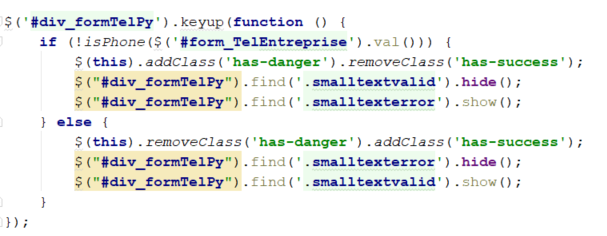 $('#div_formTelPy').keyup(function () {
    if (!isPhone($('#form_TelEntreprise').val())) {
        $(this).addClass('has-danger').removeClass('has-success');
        $("#div_formTelPy").find('.smalltextvalid').hide();
        $("#div_formTelPy").find('.smalltexterror').show();
    } else {
        $(this).removeClass('has-danger').addClass('has-success');
        $("#div_formTelPy").find('.smalltexterror').hide();
        $("#div_formTelPy").find('.smalltextvalid').show();
    }
});